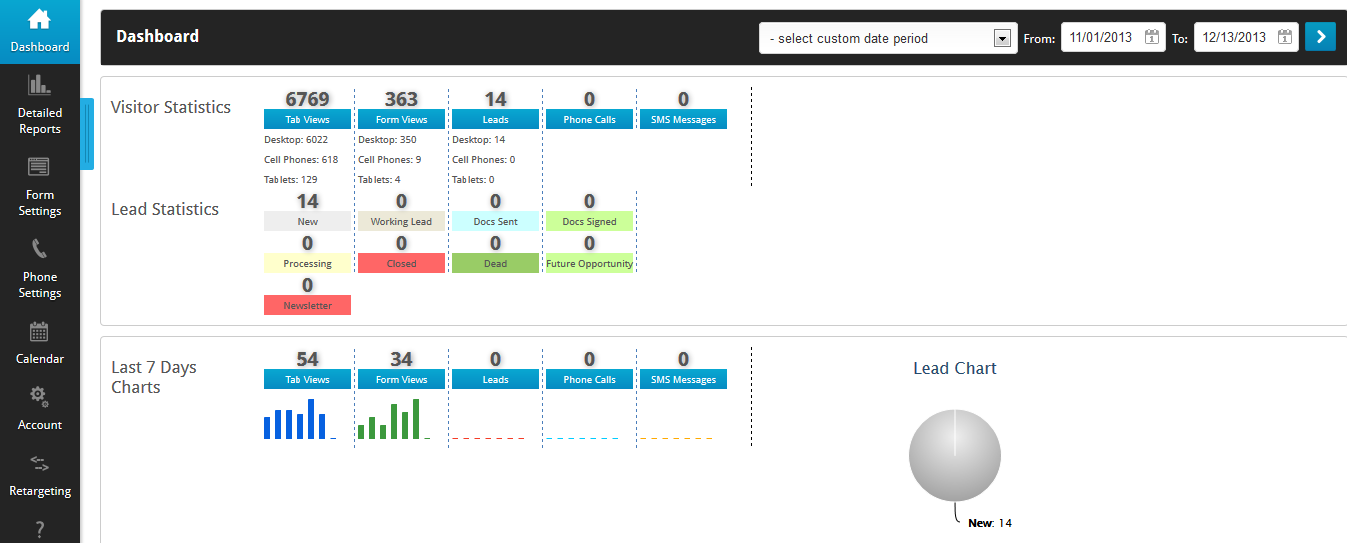 Dashboard
Detailed
Reports
Form
Settings
Phone
Settings
Calendar
Account
Retargeting
?
Dashboard
- select custom date period
From: 11/01/2013 1 To: 12/13/2013 1
Visitor Statistics
6769 363 14 0 0
Tab Views Form Views Leads Phone Calls SMS Messages
Desktop: 6022 Desktop: 350 Desktop: 14
Cell Phones: 618 Cell Phones: 9 Cell Phones: 0
Tablets: 129 Tablets: 4 Tablets: 0
Lead Statistics
14 0 0 0
New Working Lead Docs Sent Docs Signed
0 0 0 0
Processing Closed Dead Future Opportunity
0
Newsletter
Last 7 Days
Charts
54 34 0 0 0
Tab Views Form Views Leads Phone Calls SMS Messages
Lead Chart
New: 14